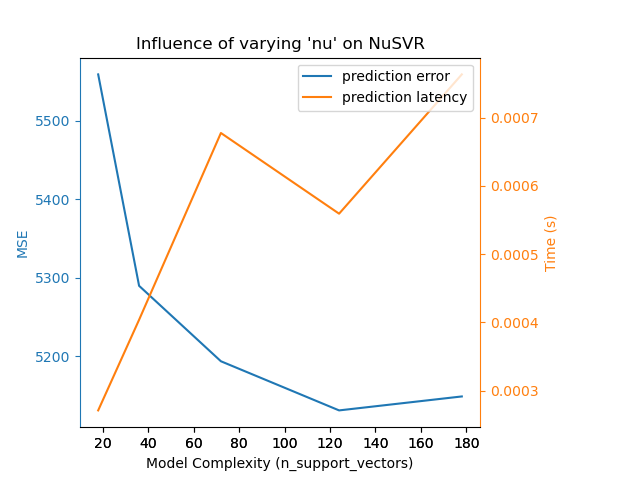 Influence of varying 'nu' on NuSVR
prediction error
prediction latency
MSE
5500
5400
5300
5200
0.0007
0.0006
0.0005
0.0004
0.0003
Time (s)
20 40 60 80 100 120 140 160 180
Model Complexity (n_support_vectors)